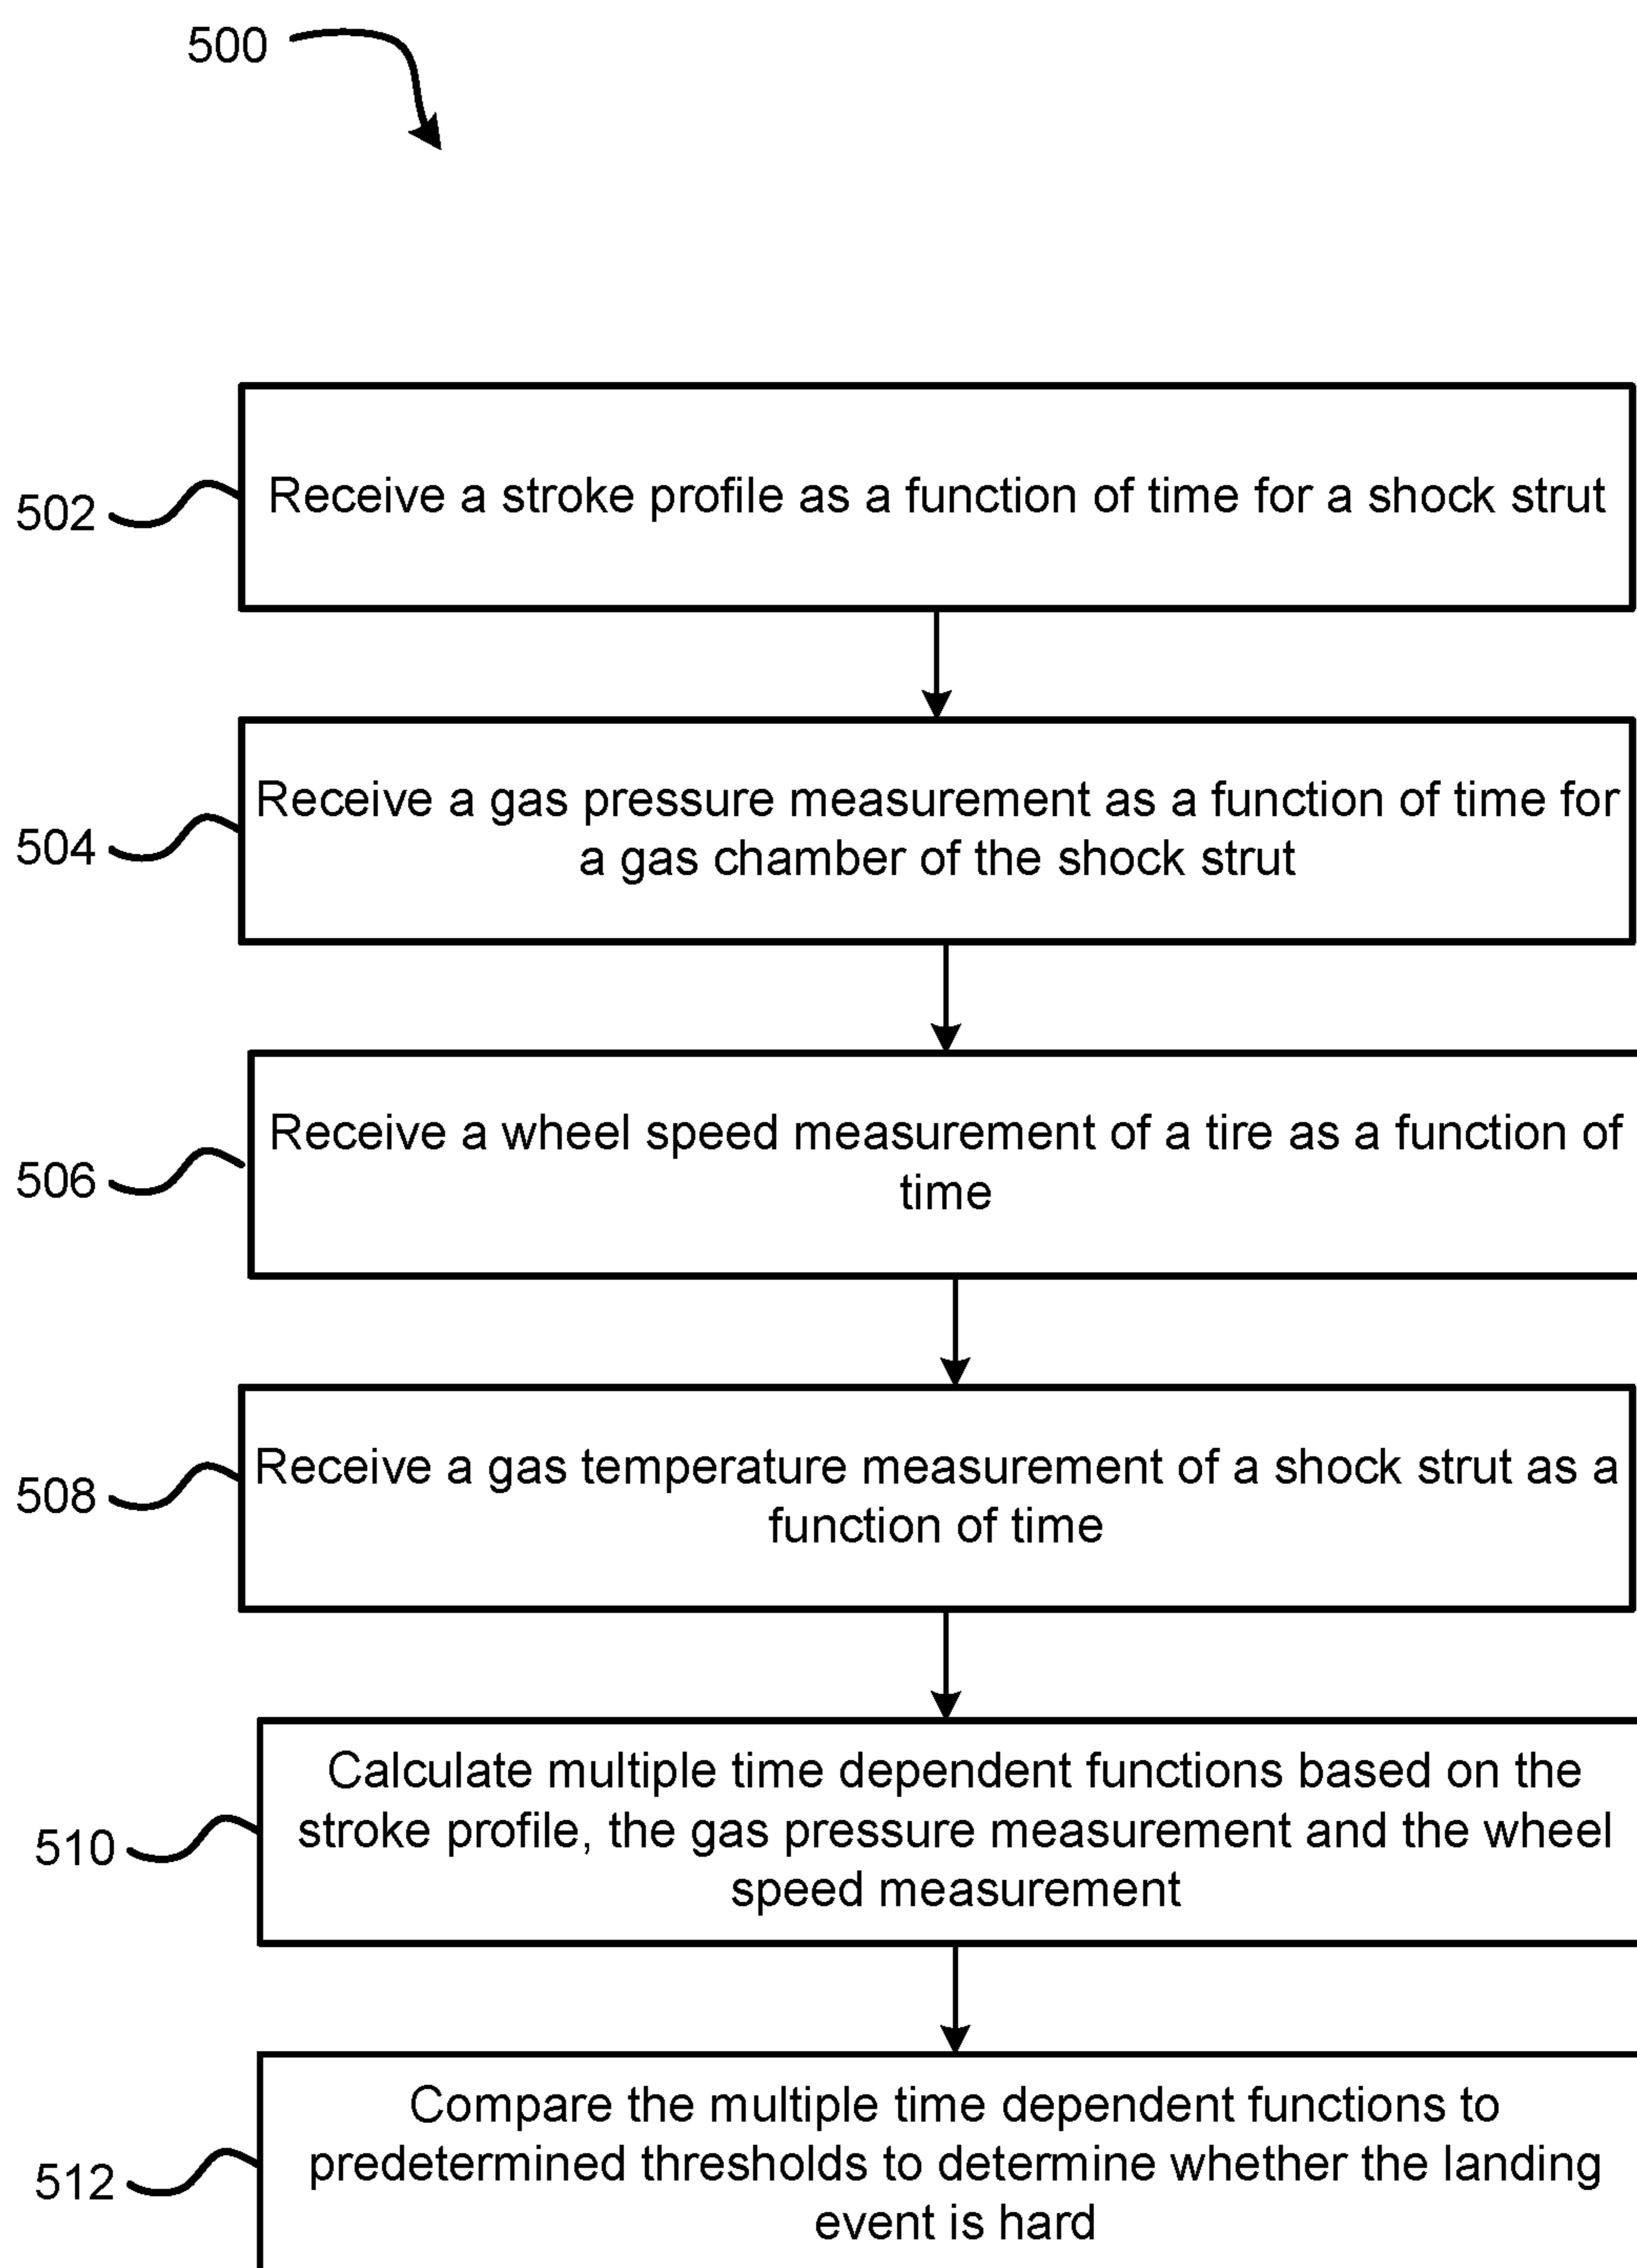 500
502
Receive a stroke profile as a function of time for a shock strut
504
Receive a gas pressure measurement as a function of time for
a gas chamber of the shock strut
506
Receive a wheel speed measurement of a tire as a function of
time
508
Receive a gas temperature measurement of a shock strut as a
function of time
510
Calculate multiple time dependent functions based on the
stroke profile, the gas pressure measurement and the wheel
speed measurement
512
Compare the multiple time dependent functions to
predetermined thresholds to determine whether the landing
event is hard